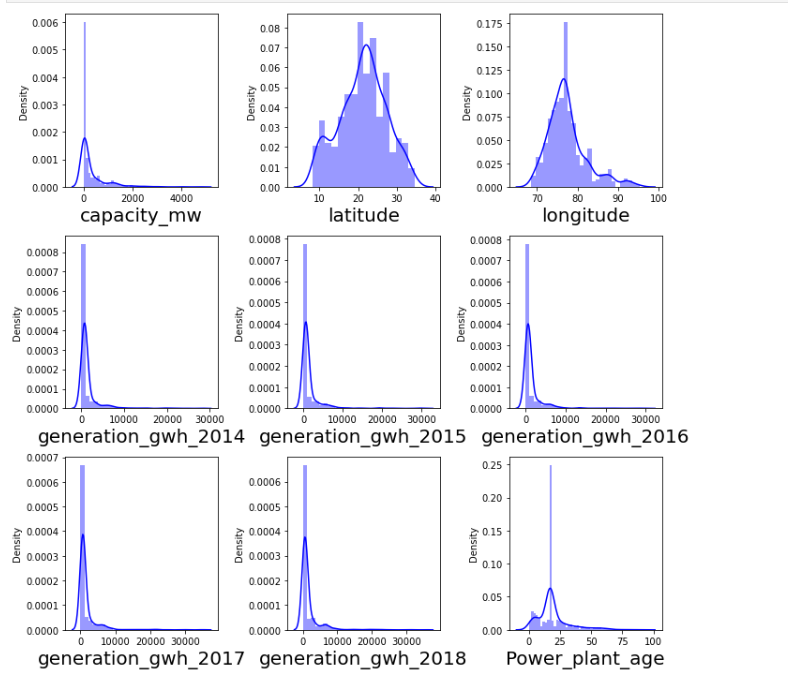 0.006
0.005
0.004
0.003
0.002
0.001
0.000
Density
0 2000 4000
capacity_mw
0.08
0.07
0.06
0.05
0.04
0.03
0.02
0.01
0.00
Density
10 20 30 40
latitude
0.175
0.150
0.125
0.100
0.075
0.050
0.025
0.000
Density
70 80 90 100
longitude
0.0008
0.0007
0.0006
0.0005
0.0004
0.0003
0.0002
0.0001
0.0000
Density
0 10000 20000 30000
generation_gwh_2014
0.0008
0.0007
0.0006
0.0005
0.0004
0.0003
0.0002
0.0001
0.0000
Density
0 10000 20000 30000
generation_gwh_2015
0.0008
0.0007
0.0006
0.0005
0.0004
0.0003
0.0002
0.0001
0.0000
Density
0 10000 20000 30000
generation_gwh_2016
0.0007
0.0006
0.0005
0.0004
0.0003
0.0002
0.0001
0.0000
Density
0 10000 20000 30000
generation_gwh_2017
0.0006
0.0005
0.0004
0.0003
0.0002
0.0001
0.0000
Density
0 10000 20000 30000
generation_gwh_2018
0.25
0.20
0.15
0.10
0.05
0.00
Density
0 25 50 75 100
Power_plant_age